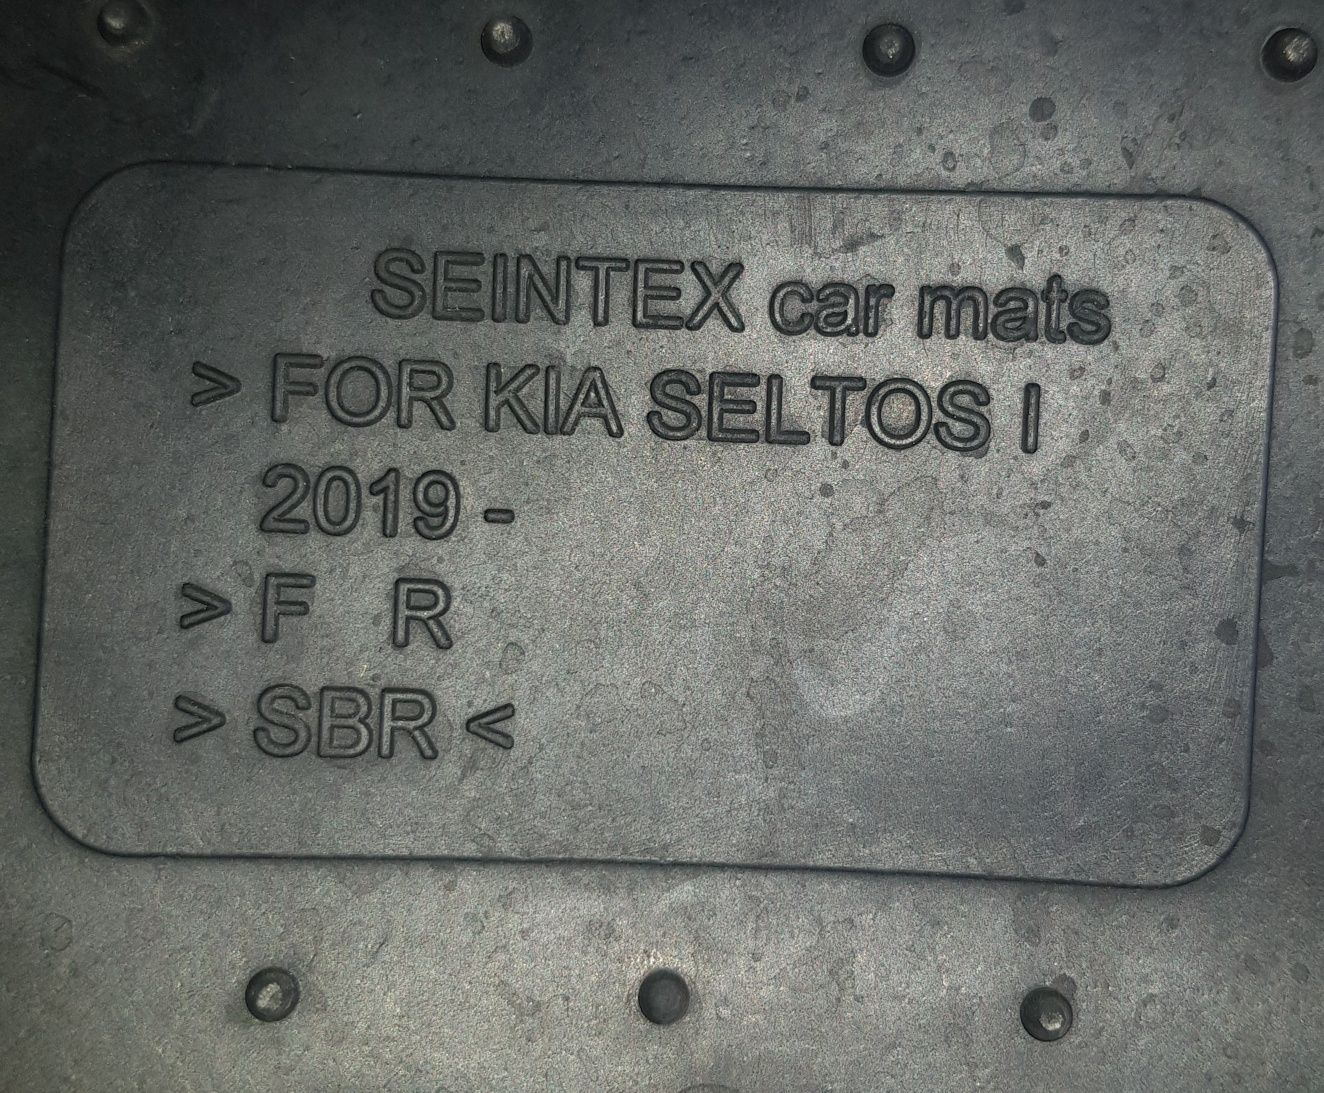 SEINTEX car mats
> FOR KIA SELTOS I
2019 -
> F R
> SBR <